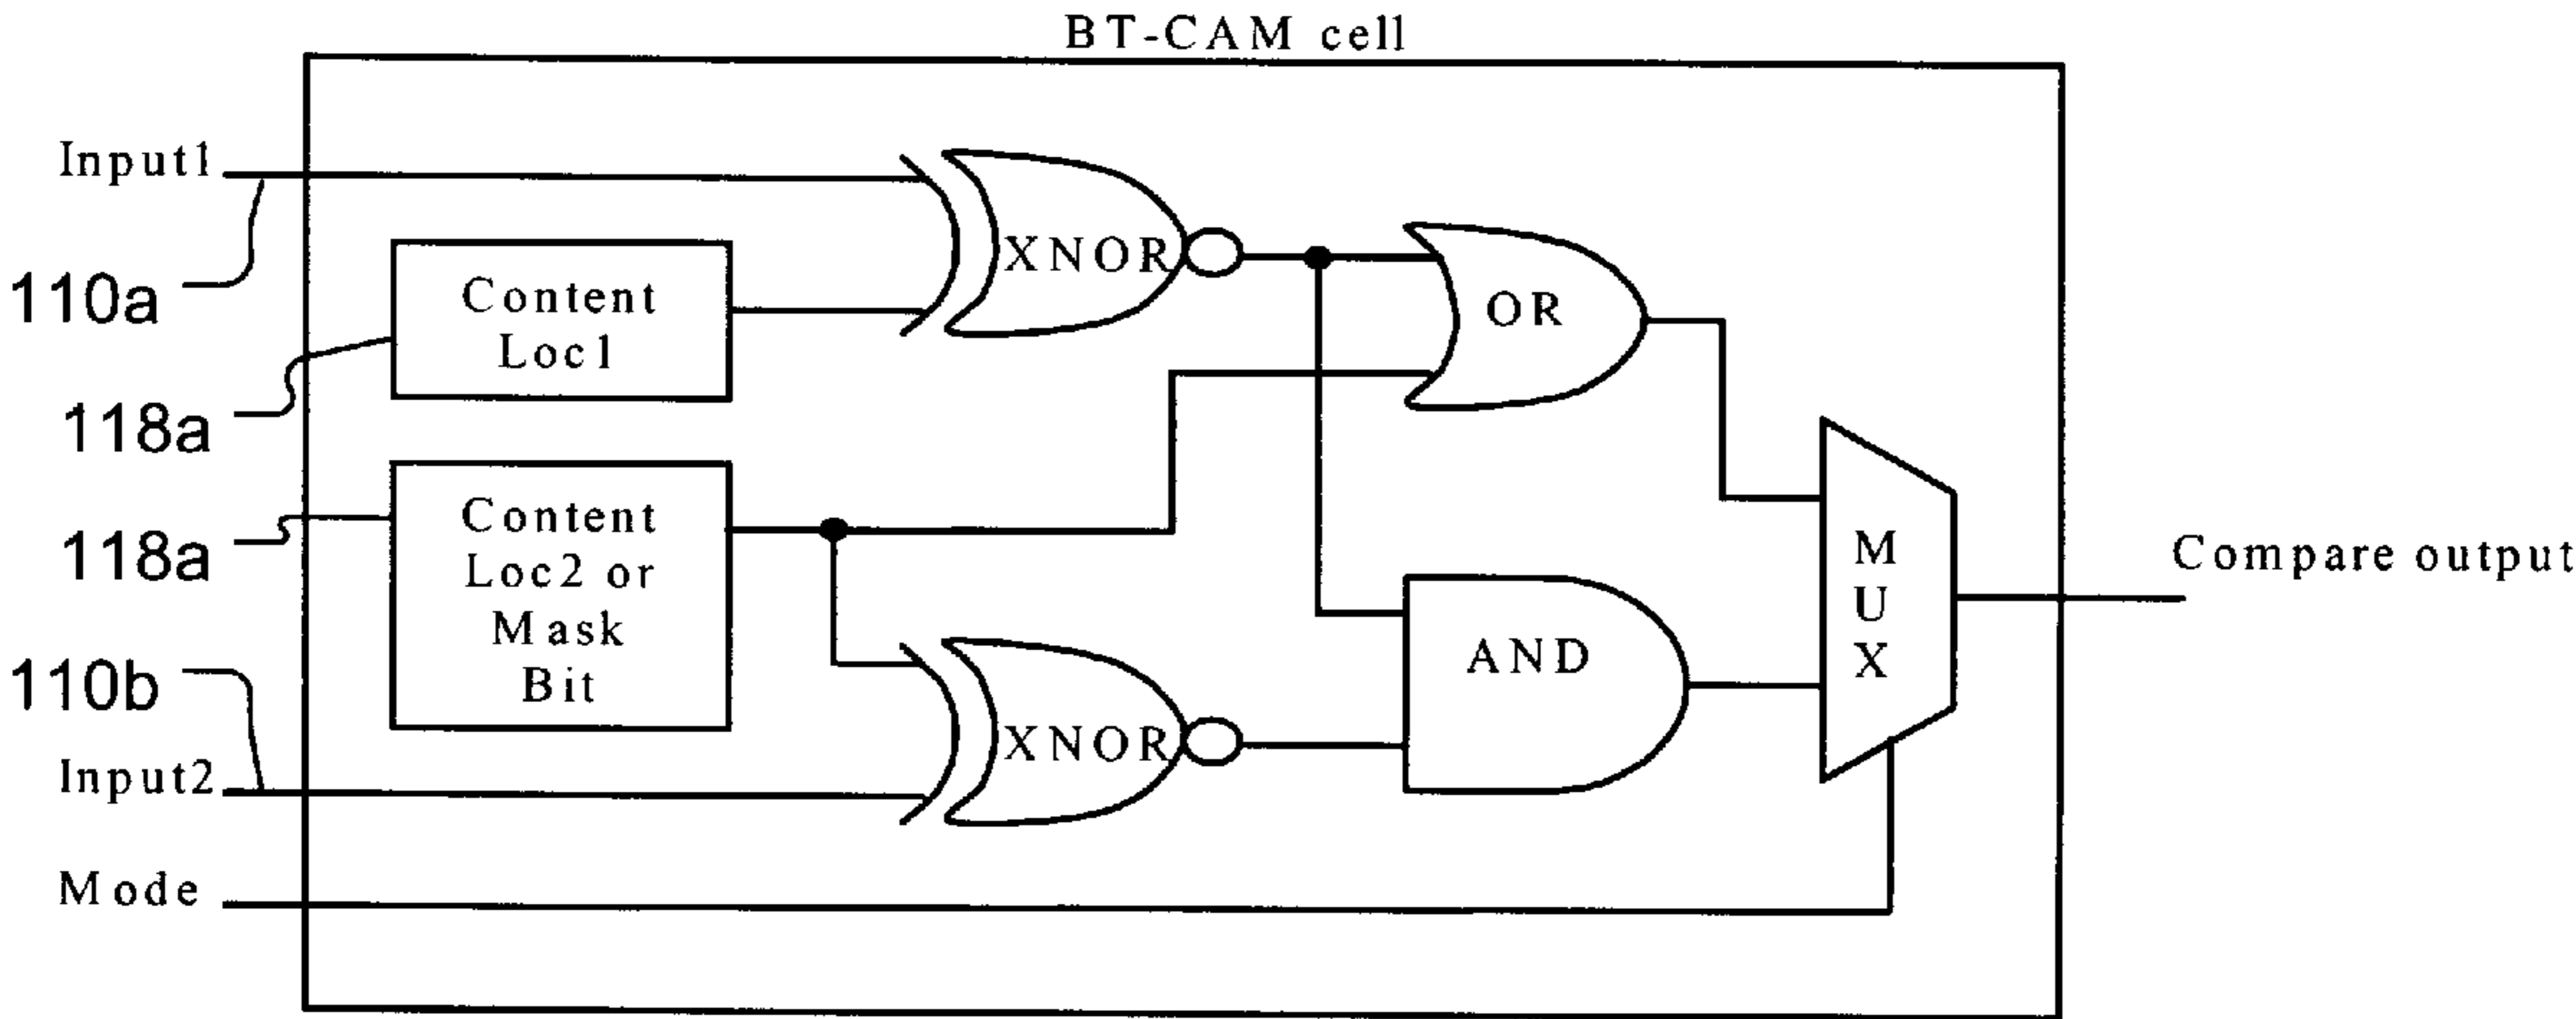 BT-CAM cell
Input1
110a
Content
Loc1
118a
XNOR
OR
Content
Loc2 or
Mask
Bit
118a
110b
Input2
XNOR
AND
M
U
X
Compare output
Mode